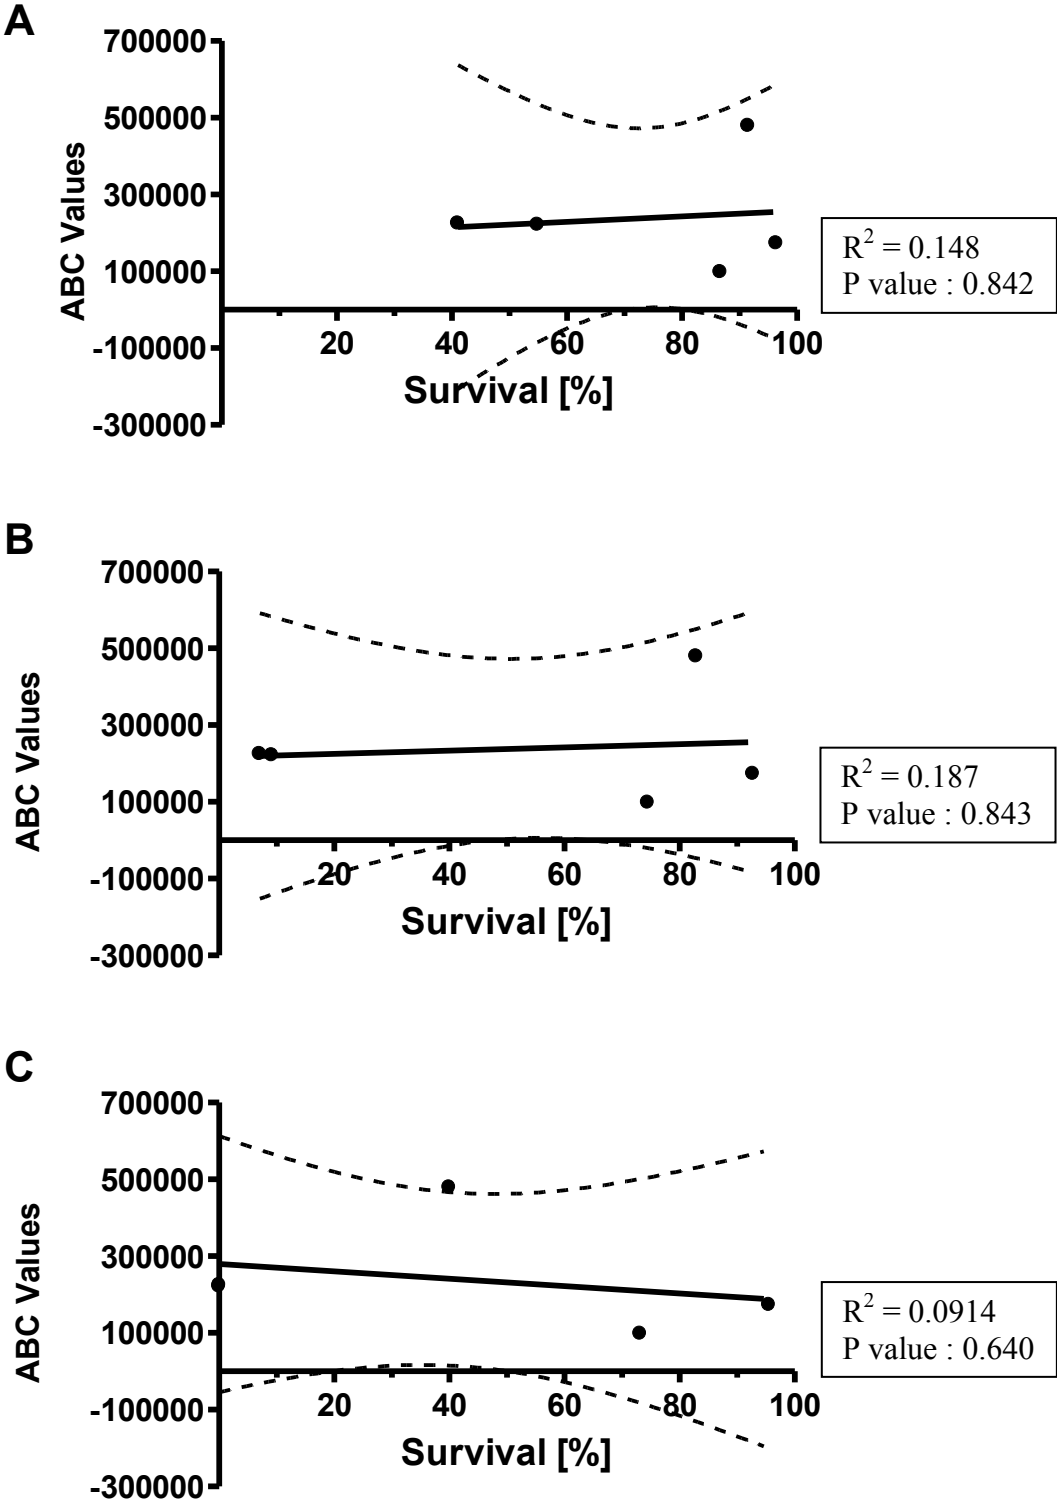 A
700000
500000
300000
100000
-100000
-300000
ABC Values
20 40 60 80 100
Survival [%]
R² = 0.148
P value : 0.842
B
700000
500000
300000
100000
-100000
-300000
ABC Values
20 40 60 80 100
Survival [%]
R² = 0.187
P value : 0.843
C
700000
500000
300000
100000
-100000
-300000
ABC Values
20 40 60 80 100
Survival [%]
R² = 0.0914
P value : 0.640